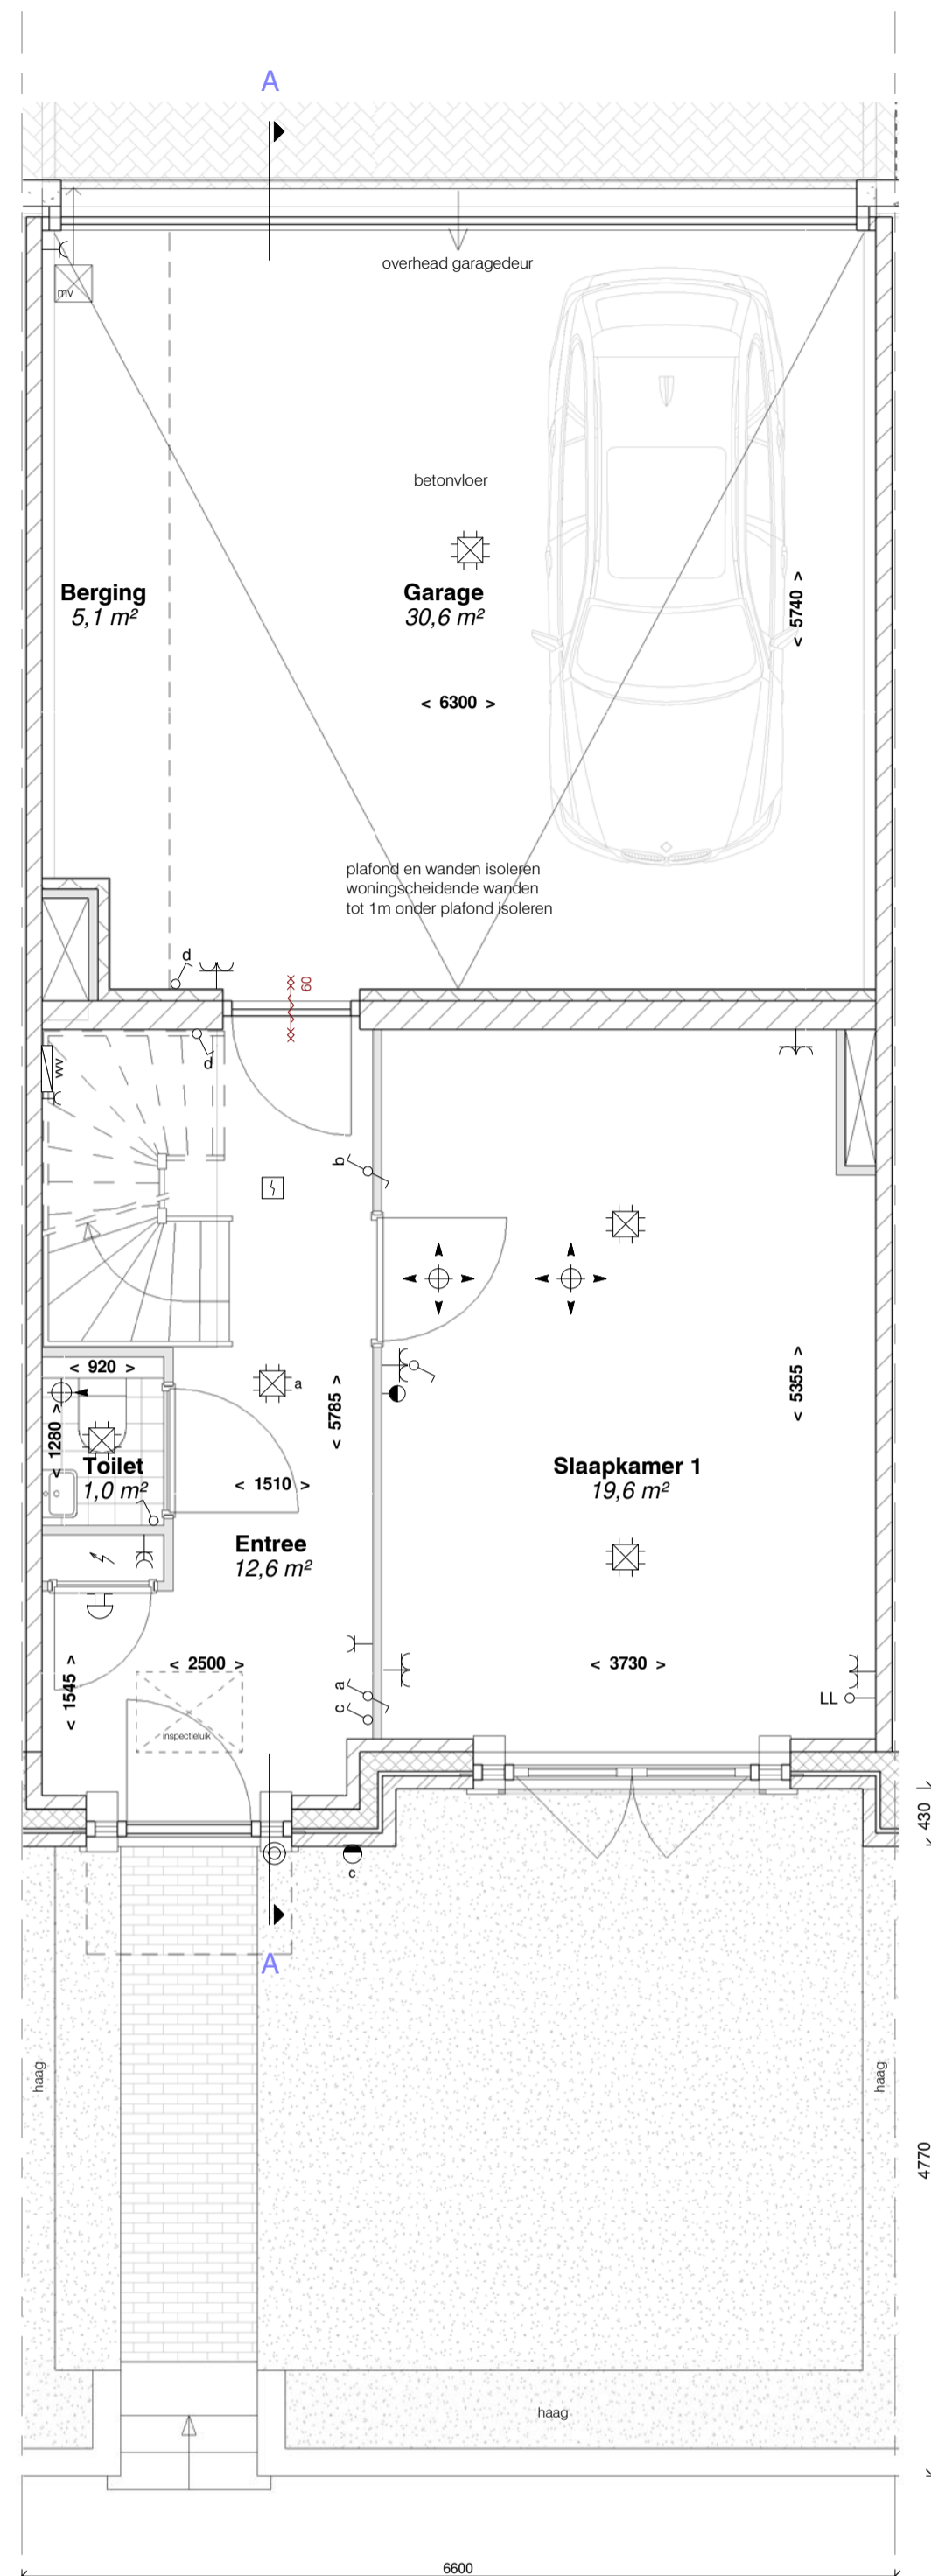 A
overhead garagedeur
mv
betonvloer
Berging
5,1 m²
Garage
30,6 m²
< 5740 >
< 6300 >
plafond en wanden isoleren
woningscheidende wanden
tot 1m onder plafond isoleren
d
60
d
WV
b
< 920 >
a
< 5785 >
< 5355 >
< 1280 >
Toilet
1,0 m²
< 1510 >
Slaapkamer 1
19,6 m²
Entree
12,6 m²
< 2500 >
< 3730 >
< 1545 >
a
c
LL
inspectieluik
430
c
A
haag
haag
4770
haag
6600